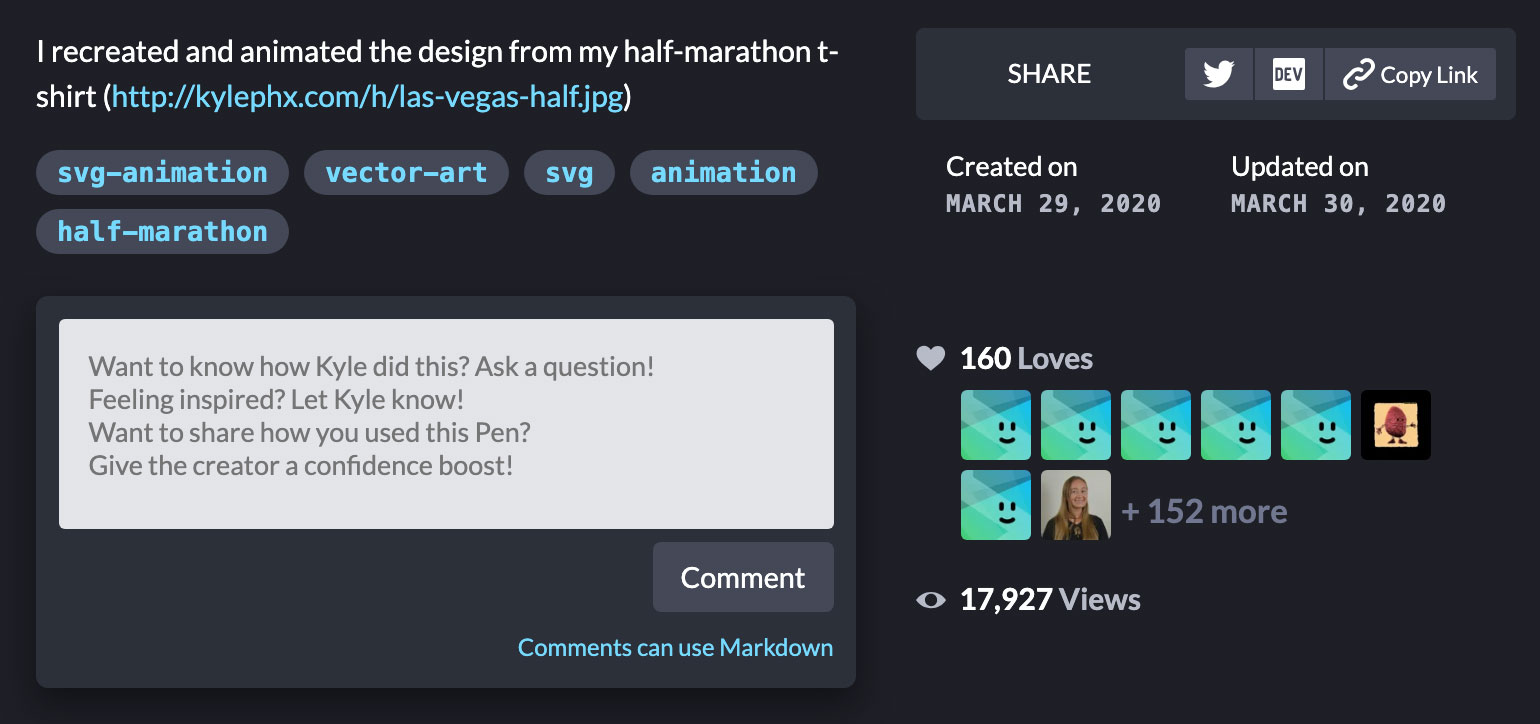 I recreated and animated the design from my half-marathon t-
shirt (http://kylephx.com/h/las-vegas-half.jpg)
svg-animation vector-art svg animation
half-marathon
Want to know how Kyle did this? Ask a question!
Feeling inspired? Let Kyle know!
Want to share how you used this Pen?
Give the creator a confidence boost!
Comment
Comments can use Markdown
SHARE DEV Copy Link
Created on Updated on
MARCH 29, 2020 MARCH 30, 2020
160 Loves
+ 152 more
17,927 Views